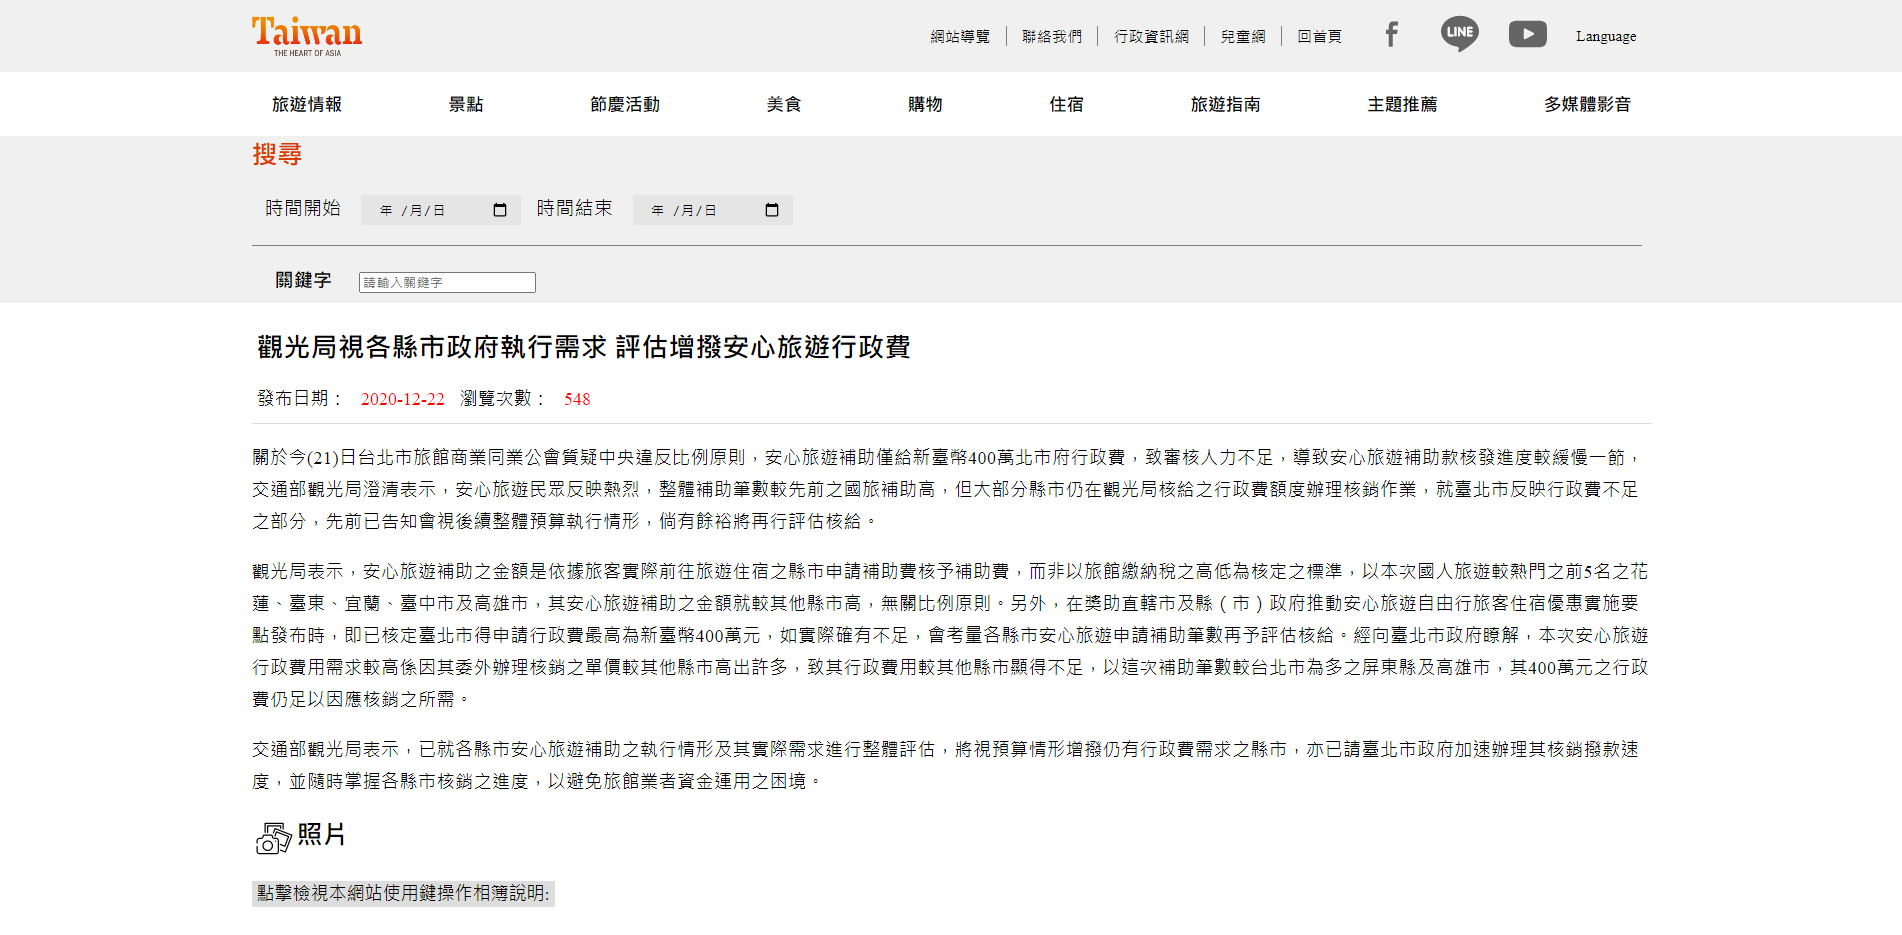 Taiwan
THE HEART OF ASIA
網站導覽 聯絡我們 行政資訊網 兒童網 回首頁 LINE Language
旅遊情報 景點 節慶活動 美食 購物 住宿 旅遊指南 主題推薦 多媒體影音
搜尋
時間開始 年 /月/日 時間結束 年 /月/日
關鍵字 請輸入關鍵字
觀光局視各縣市政府執行需求 評估增撥安心旅遊行政費
發布日期： 2020-12-22 瀏覽次數： 548
關於今(21)日台北市旅館商業同業公會質疑中央違反比例原則，安心旅遊補助僅給新臺幣400萬北市府行政費，致審核人力不足，導致安心旅遊補助款核發進度較緩慢一節，
交通部觀光局澄清表示，安心旅遊民眾反映熱烈，整體補助筆數較先前之國旅補助高，但大部分縣市仍在觀光局核給之行政費額度辦理核銷作業，就臺北市反映行政費不足
之部分，先前已告知會視後續整體預算執行情形，倘有餘裕將再行評估核給。
觀光局表示，安心旅遊補助之金額是依據旅客實際前往旅遊住宿之縣市申請補助費核予補助費，而非以旅館繳納稅之高低為核定之標準，以本次國人旅遊較熱門之前5名之花
蓮、臺東、宜蘭、臺中市及高雄市，其安心旅遊補助之金額就較其他縣市高，無關比例原則。另外，在獎助直轄市及縣（市）政府推動安心旅遊自由行旅客住宿優惠實施要
點發布時，即已核定臺北市得申請行政費最高為新臺幣400萬元，如實際確有不足，會考量各縣市安心旅遊申請補助筆數再予評估核給。經向臺北市政府瞭解，本次安心旅遊
行政費用需求較高係因其委外辦理核銷之單價較其他縣市高出許多，致其行政費用較其他縣市顯得不足，以這次補助筆數較台北市為多之屏東縣及高雄市，其400萬元之行政
費仍足以因應核銷之所需。
交通部觀光局表示，已就各縣市安心旅遊補助之執行情形及其實際需求進行整體評估，將視預算情形增撥仍有行政費需求之縣市，亦已請臺北市政府加速辦理其核銷撥款速
度，並隨時掌握各縣市核銷之進度，以避免旅館業者資金運用之困境。
照片
點擊檢視本網站使用鍵操作相簿說明: